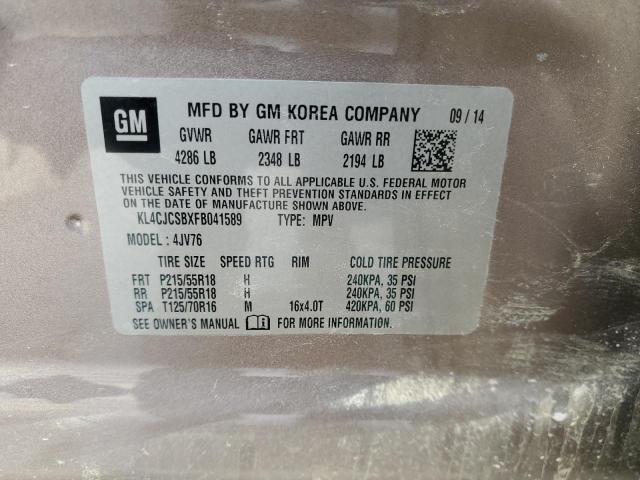 GM
MFD BY GM KOREA COMPANY 09/14
GVWR GAWR FRT GAWR RR
4286 LB 2348 LB 2194 LB
THIS VEHICLE CONFORMS TO ALL APPLICABLE U.S. FEDERAL MOTOR
VEHICLE SAFETY AND THEFT PREVENTION STANDARDS IN EFFECT
ON THE DATE OF MANUFACTURE SHOWN ABOVE.
KL4CJCSBXFB041589 TYPE: MPV
MODEL: 4JV76
TIRE SIZE SPEED RTG RIM COLD TIRE PRESSURE
FRT P215/55R18 H 240KPA, 35 PSI
RR P215/55R18 H 240KPA, 35 PSI
SPA T125/70R16 M 16x4.0T 420KPA, 60 PSI
SEE OWNER'S MANUAL FOR MORE INFORMATION.